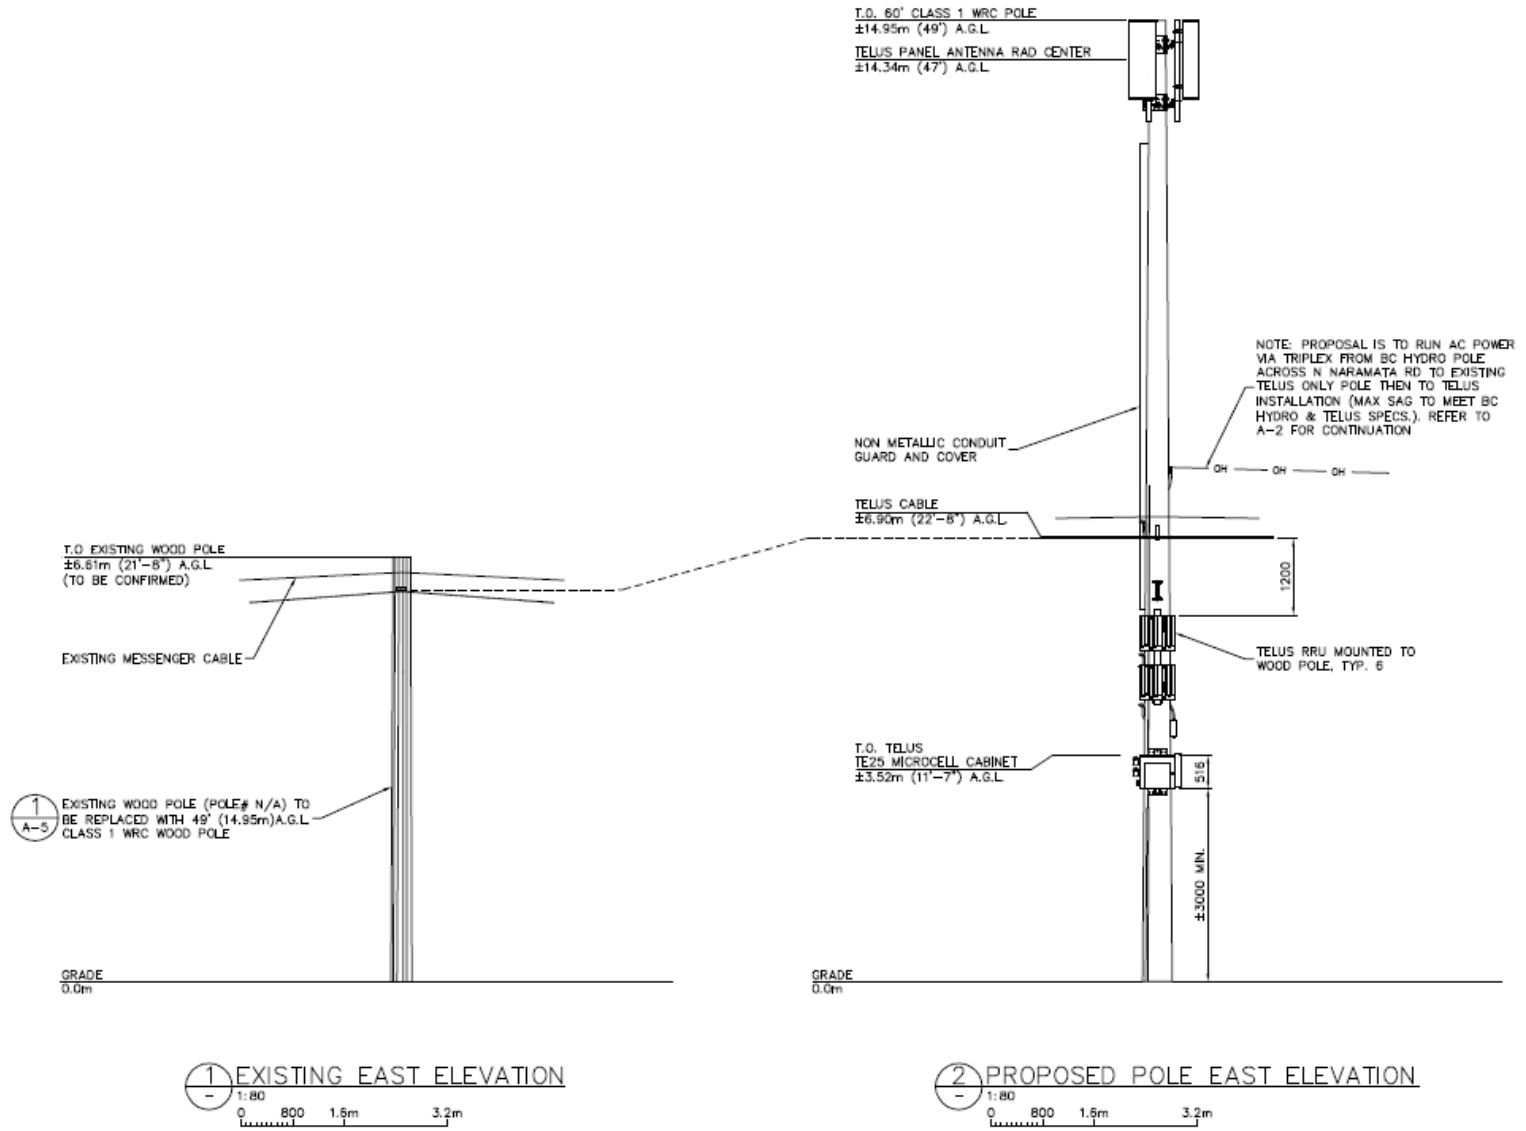 T.O. 60' CLASS 1 WRC POLE
±14.95m (49') A.G.L.
TELUS PANEL ANTENNA RAD CENTER
±14.34m (47') A.G.L.
NOTE: PROPOSAL IS TO RUN AC POWER
VIA TRIPLEX FROM BC HYDRO POLE
ACROSS N NARAMATA RD TO EXISTING
TELUS ONLY POLE THEN TO TELUS
INSTALLATION (MAX SAG TO MEET BC
HYDRO & TELUS SPECS.). REFER TO
A-2 FOR CONTINUATION
NON METALLIC CONDUIT
GUARD AND COVER
OH OH OH
TELUS CABLE
±6.90m (22'-8") A.G.L.
T.O EXISTING WOOD POLE
±6.61m (21'-8") A.G.L.
(TO BE CONFIRMED)
1200
EXISTING MESSENGER CABLE
TELUS RRU MOUNTED TO
WOOD POLE, TYP. 6
T.O. TELUS
TE25 MICROCELL CABINET
±3.52m (11'-7") A.G.L.
516
1
A-5
EXISTING WOOD POLE (POLE# N/A) TO
BE REPLACED WITH 49' (14.95m)A.G.L.
CLASS 1 WRC WOOD POLE
±3000 MIN.
GRADE
0.0m
GRADE
0.0m
1
-
EXISTING EAST ELEVATION
1:80
0 800 1.6m 3.2m
2
-
PROPOSED POLE EAST ELEVATION
1:80
0 800 1.6m 3.2m